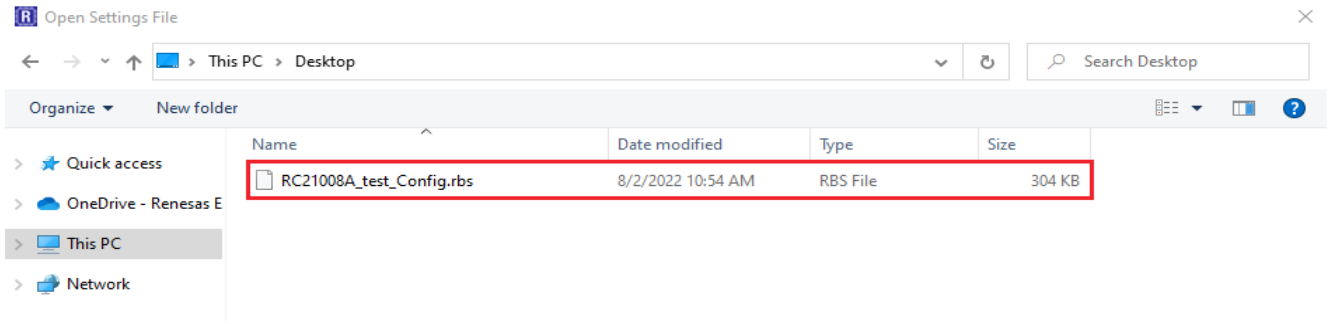 R Open Settings File
This PC > Desktop
Search Desktop
Organize New folder
?
Name Date modified Type Size
Quick access
RC21008A_test_Config.rbs 8/2/2022 10:54 AM RBS File 304 KB
OneDrive - Renesas E
This PC
Network